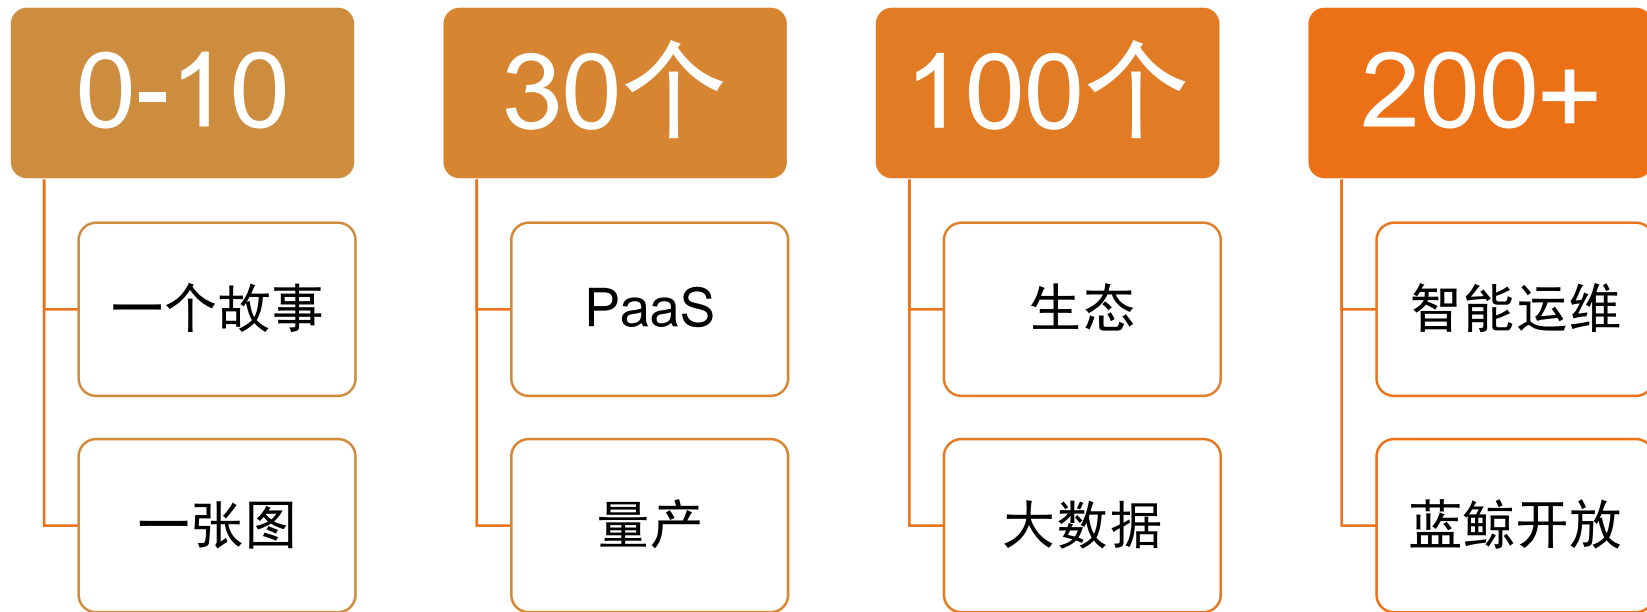 0-10
一个故事
一张图
30个
PaaS
量产
100个
生态
大数据
200+
智能运维
蓝鲸开放